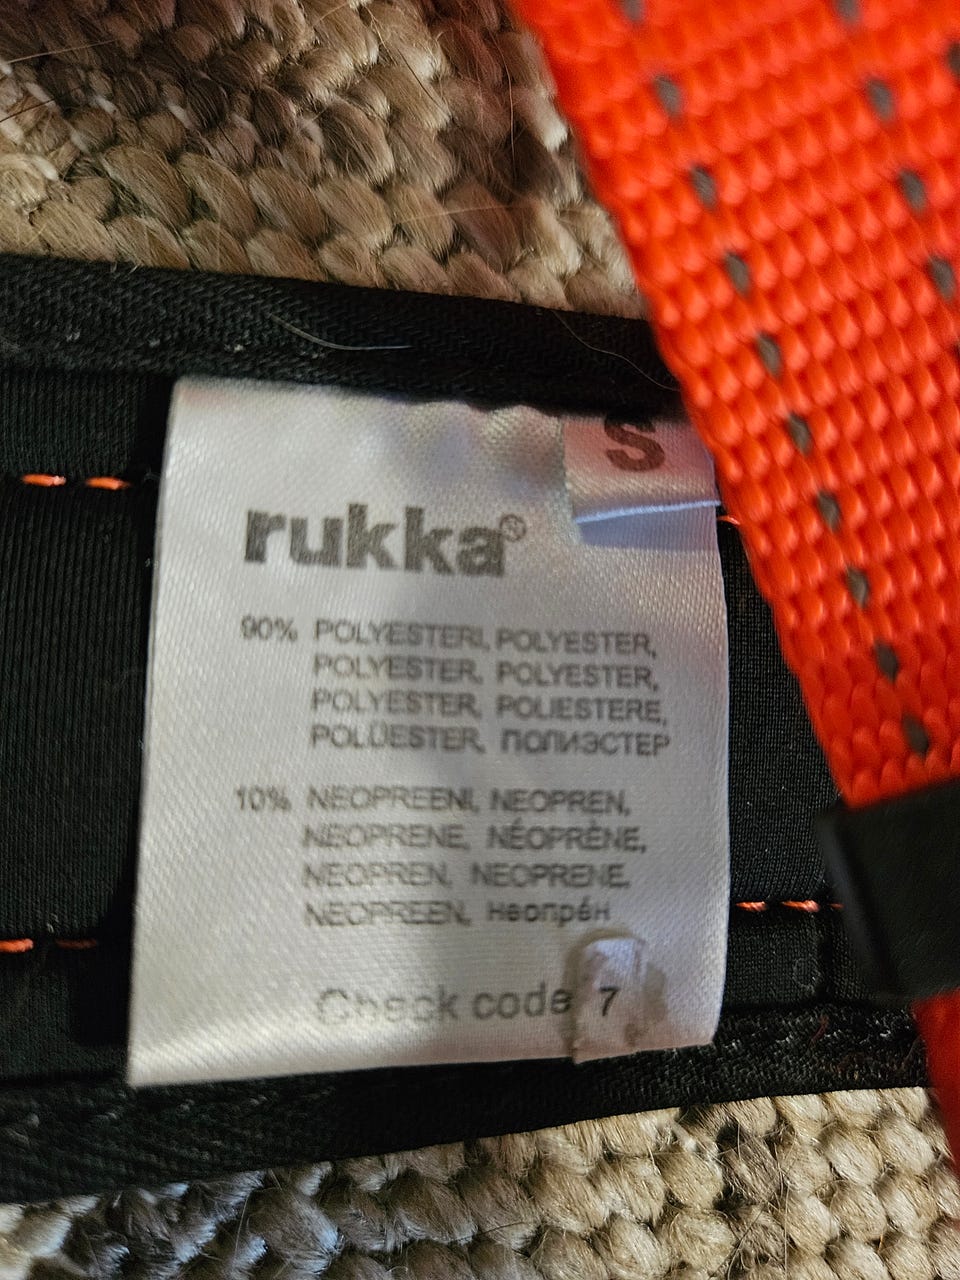 S
rukka®
90% POLYESTERI, POLYESTER,
POLYESTER, POLYESTER,
POLYESTER, POLIESTERE,
POLÜESTER, ПОЛИЭСТЕР
10% NEOPREENI, NEOPREN,
NEOPRENE, NÉOPRÈNE,
NEOPREN, NEOPRENE,
NEOPREEN, неопрéн
Check code 7